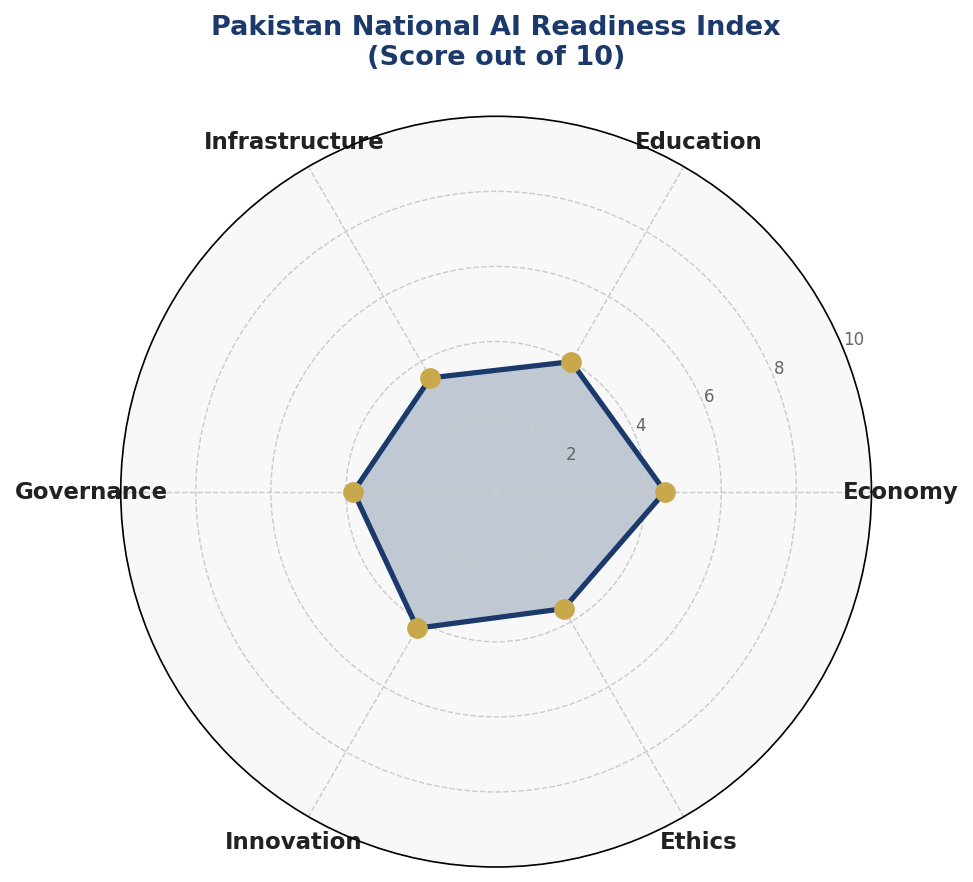 Pakistan National AI Readiness Index
(Score out of 10)
Infrastructure
Education
10
8
6
4
2
Governance
Economy
Innovation
Ethics